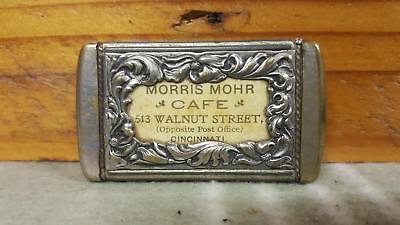 MORRIS MOHR
CAFE
513 WALNUT STREET,
(Opposite Post Office)
CINCINNATI